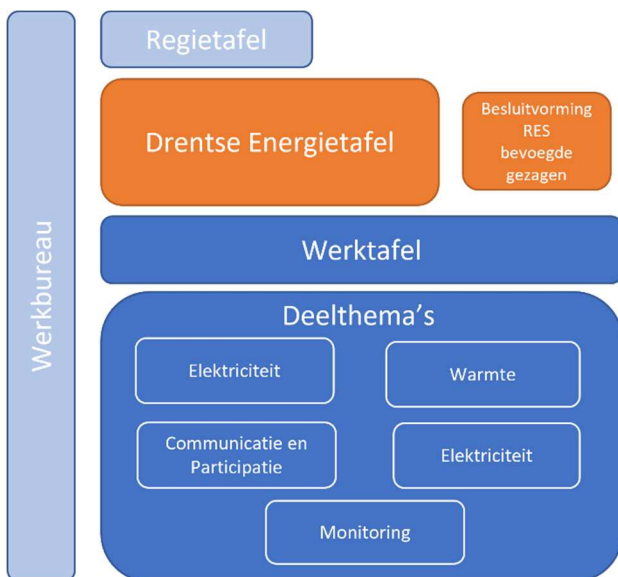 Werkbureau
Regietafel
Drentse Energietafel
Besluitvorming
RES
bevoegde
gezagen
Werktafel
Deelthema's
Elektriciteit
Warmte
Communicatie en
Participatie
Elektriciteit
Monitoring